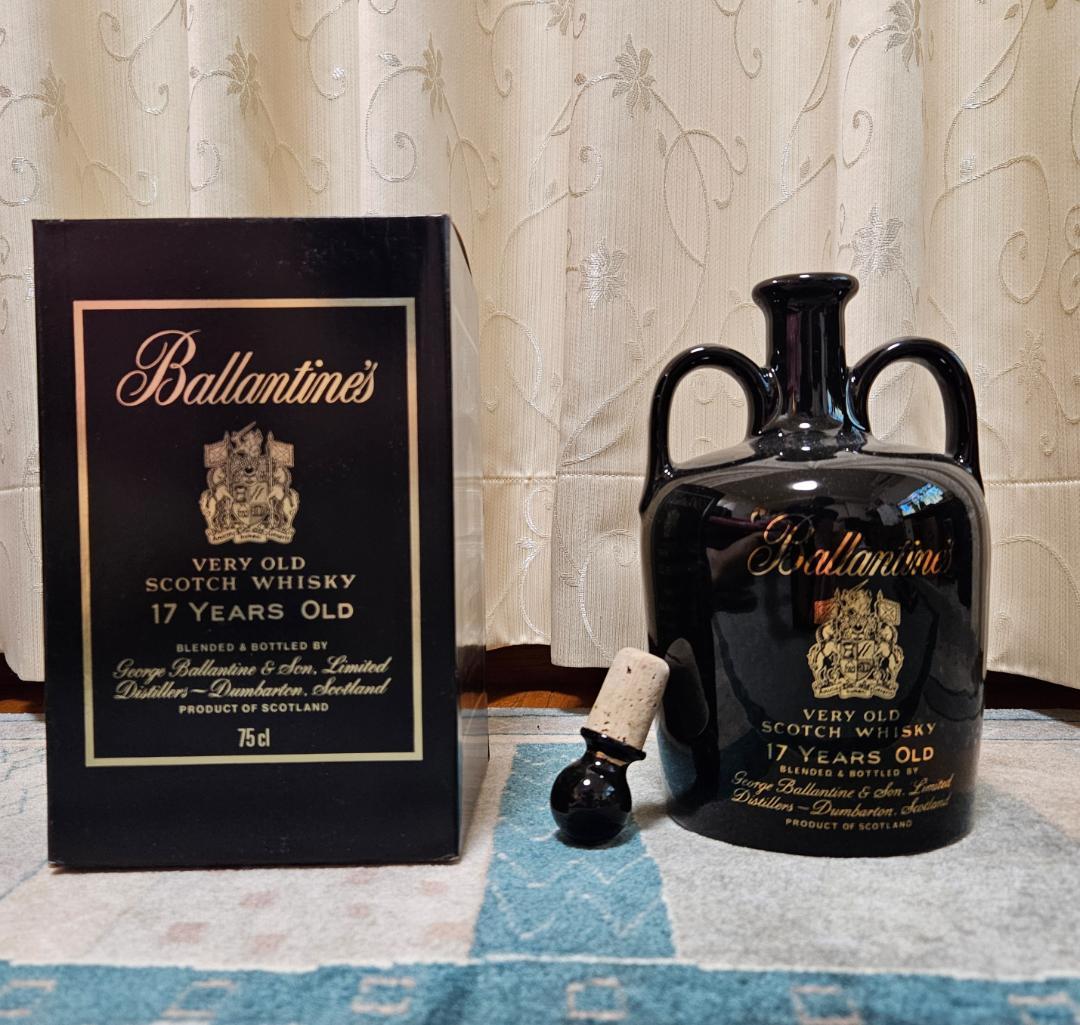 Ballantine's
VERY OLD
SCOTCH WHISKY
17 YEARS OLD
BLENDED & BOTTLED BY
George Ballantine & Son, Limited
Distillers – Dumbarton, Scotland
PRODUCT OF SCOTLAND
75 cl
Ballantine's
VERY OLD
SCOTCH WHISKY
17 YEARS OLD
BLENDED & BOTTLED BY
George Ballantine & Son, Limited
Distillers – Dumbarton, Scotland
PRODUCT OF SCOTLAND